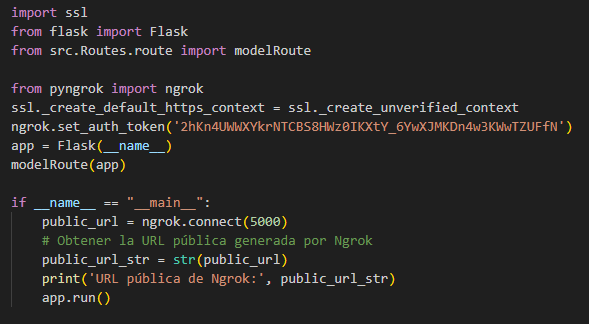 import ssl
from flask import Flask
from src.Routes.route import modelRoute
from pyngrok import ngrok
ssl._create_default_https_context = ssl._create_unverified_context
ngrok.set_auth_token('2hKn4UWWXYkrNTCBS8HWz0IKXtY_6YwXJMKDn4w3KWwTZUFfN')
app = Flask(__name__)
modelRoute(app)
if __name__ == "__main__":
public_url = ngrok.connect(5000)
# Obtener la URL pública generada por Ngrok
public_url_str = str(public_url)
print('URL pública de Ngrok:', public_url_str)
app.run()